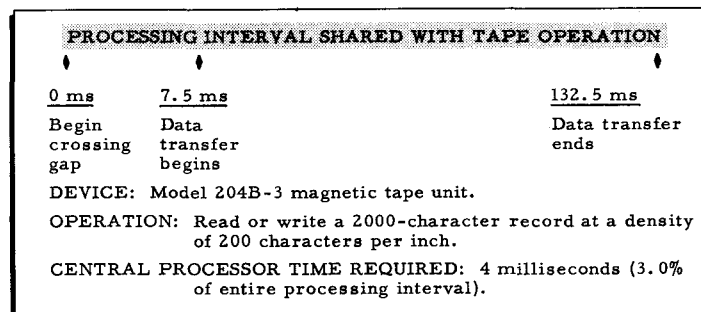 PROCESSING INTERVAL SHARED WITH TAPE OPERATION
0 ms 7.5 ms 132.5 ms
Begin Data Data transfer
crossing transfer ends
gap begins
DEVICE: Model 204B-3 magnetic tape unit.
OPERATION: Read or write a 2000-character record at a density
of 200 characters per inch.
CENTRAL PROCESSOR TIME REQUIRED: 4 milliseconds (3.0%
of entire processing interval).